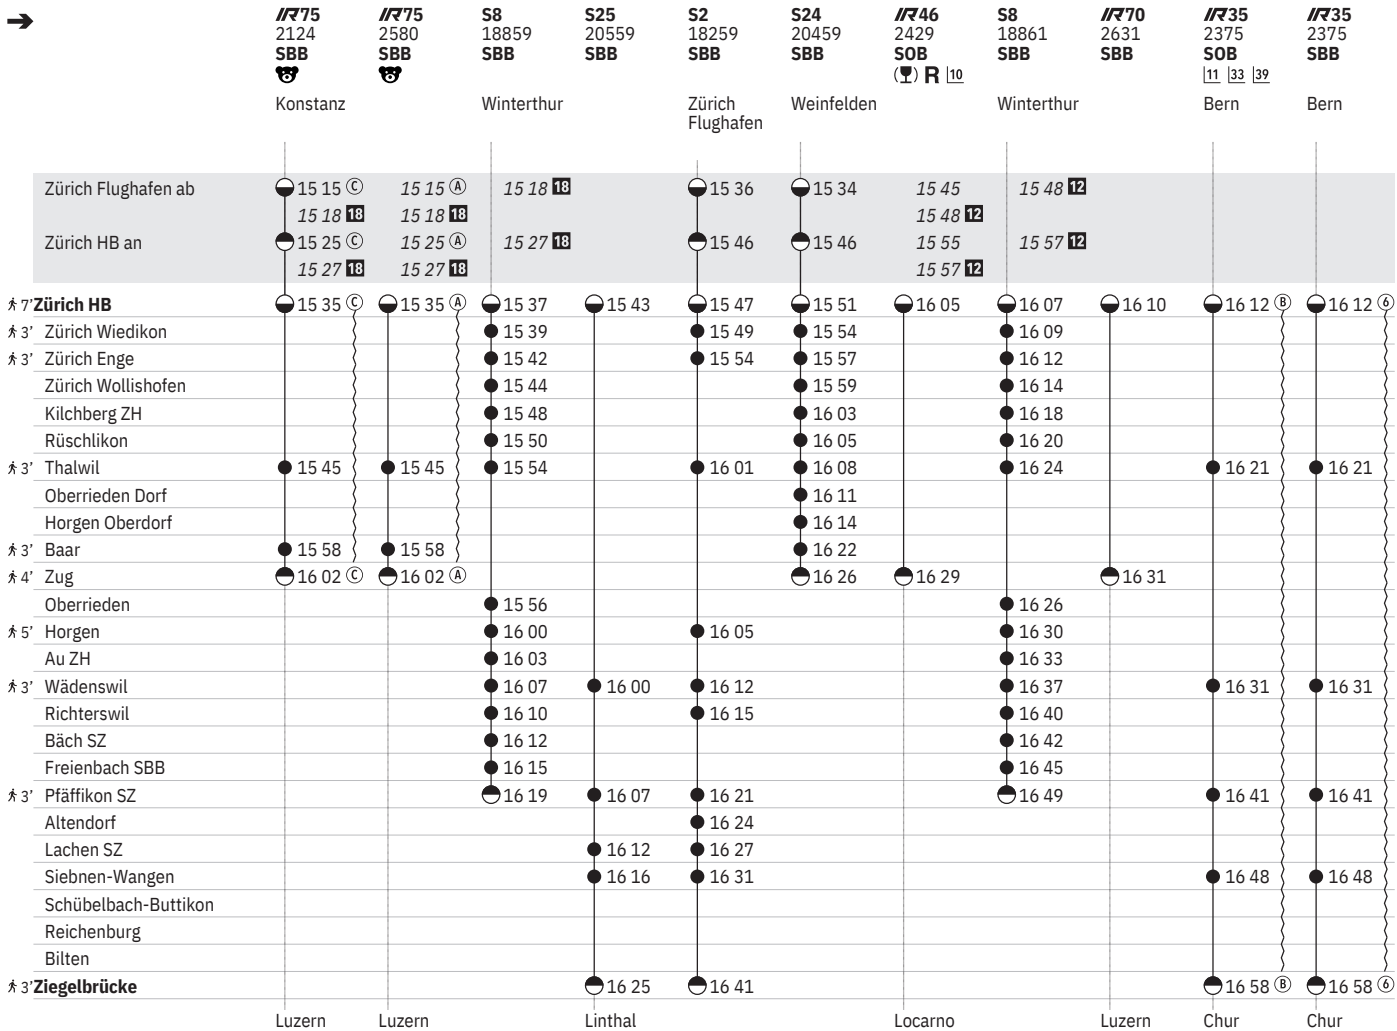 ➔ IR75 IR75 S8 S25 S2 S24 IR46 S8 IR70 IR35 IR35
2124 2580 18859 20559 18259 20459 2429 18861 2631 2375 2375
SBB SBB SBB SBB SBB SBB SOB SBB SBB SOB SBB
R 10 11 33 39
Konstanz Winterthur Zürich Weinfelden Winterthur Bern Bern
Flughafen
Zürich Flughafen ab 15 15 C 15 15 A 15 18 18 15 36 15 34 15 45 15 48 12
15 18 18 15 18 18 15 48 12
Zürich HB an 15 25 C 15 25 A 15 27 18 15 46 15 46 15 55 15 57 12
15 27 18 15 27 18 15 57 12
7’ Zürich HB 15 35 C 15 35 A 15 37 15 43 15 47 15 51 16 05 16 07 16 10 16 12 B 16 12 6
3’ Zürich Wiedikon 15 39 15 49 15 54 16 09
3’ Zürich Enge 15 42 15 54 15 57 16 12
Zürich Wollishofen 15 44 15 59 16 14
Kilchberg ZH 15 48 16 03 16 18
Rüschlikon 15 50 16 05 16 20
3’ Thalwil 15 45 15 45 15 54 16 01 16 08 16 24 16 21 16 21
Oberrieden Dorf 16 11
Horgen Oberdorf 16 14
3’ Baar 15 58 15 58 16 22
4’ Zug 16 02 C 16 02 A 16 26 16 29 16 31
Oberrieden 15 56 16 26
5’ Horgen 16 00 16 05 16 30
Au ZH 16 03 16 33
3’ Wädenswil 16 07 16 00 16 12 16 37 16 31 16 31
Richterswil 16 10 16 15 16 40
Bäch SZ 16 12 16 42
Freienbach SBB 16 15 16 45
3’ Pfäffikon SZ 16 19 16 07 16 21 16 49 16 41 16 41
Altendorf 16 24
Lachen SZ 16 12 16 27
Siebnen-Wangen 16 16 16 31 16 48 16 48
Schübelbach-Buttikon
Reichenburg
Bilten
3’ Ziegelbrücke 16 25 16 41 16 58 B 16 58 6
Luzern Luzern Linthal Locarno Luzern Chur Chur